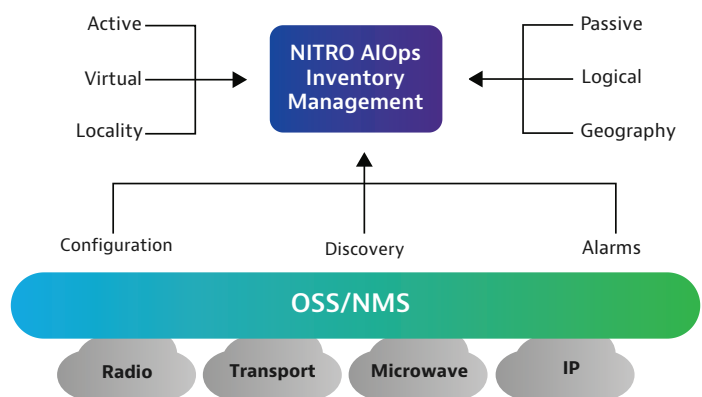 Active
Virtual
Locality
NITRO AIOps
Inventory
Management
Passive
Logical
Geography
Configuration
Discovery
Alarms
OSS/NMS
Radio
Transport
Microwave
IP